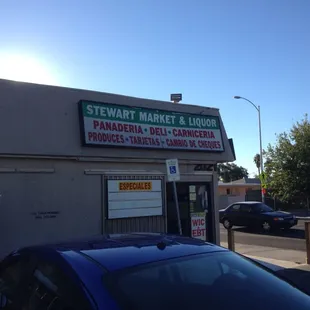 STEWART MARKET & LIQUOR
PANADERIA • DELI • CARNICERIA
PRODUCES • TARJETAS • CAMBIO DE CHEQUES
ESPECIALES
WIC
EBT